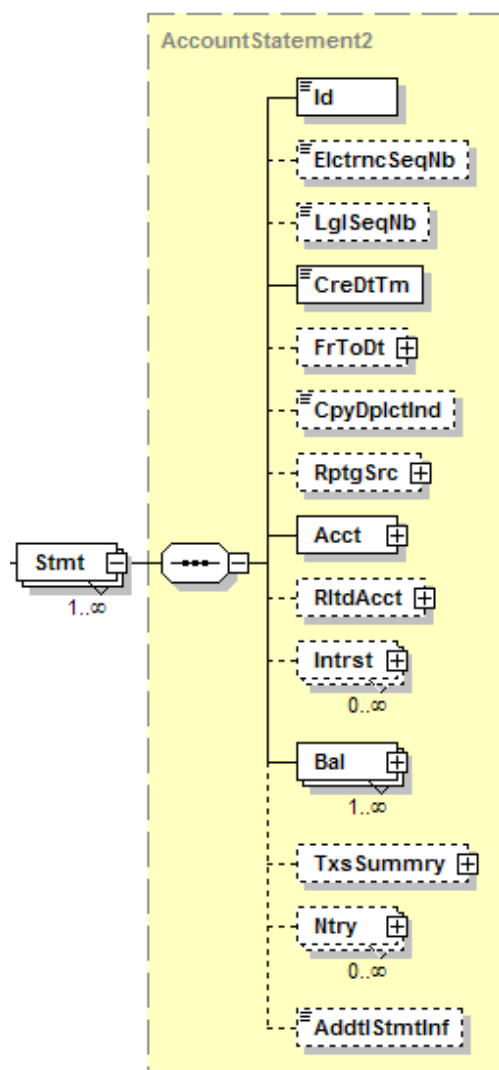 AccountStatement2
Id
ElctrncSeqNb
LglSeqNb
CreDtTm
FrToDt
CpyDplctInd
RptgSrc
Stmt
1..∞
Acct
RltdAcct
Intrst
0..∞
Bal
1..∞
TxsSummry
Ntry
0..∞
AddtlStmtInf